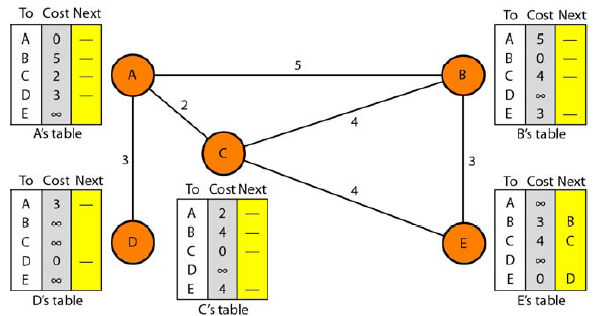 To Cost Next
A 0 —
B 5 —
C 2 —
D 3 —
E ∞
A's table
To Cost Next
A 5 —
B 0 —
C 4 —
D ∞
E 3 —
B's table
A
B
C
D
E
5
2
4
3
3
4
To Cost Next
A 3 —
B ∞
C ∞
D 0 —
E ∞
D's table
To Cost Next
A 2 —
B 4 —
C 0 —
D ∞
E 4 —
C's table
To Cost Next
A ∞
B 3 B
C 4 C
D ∞
E 0 D
E's table